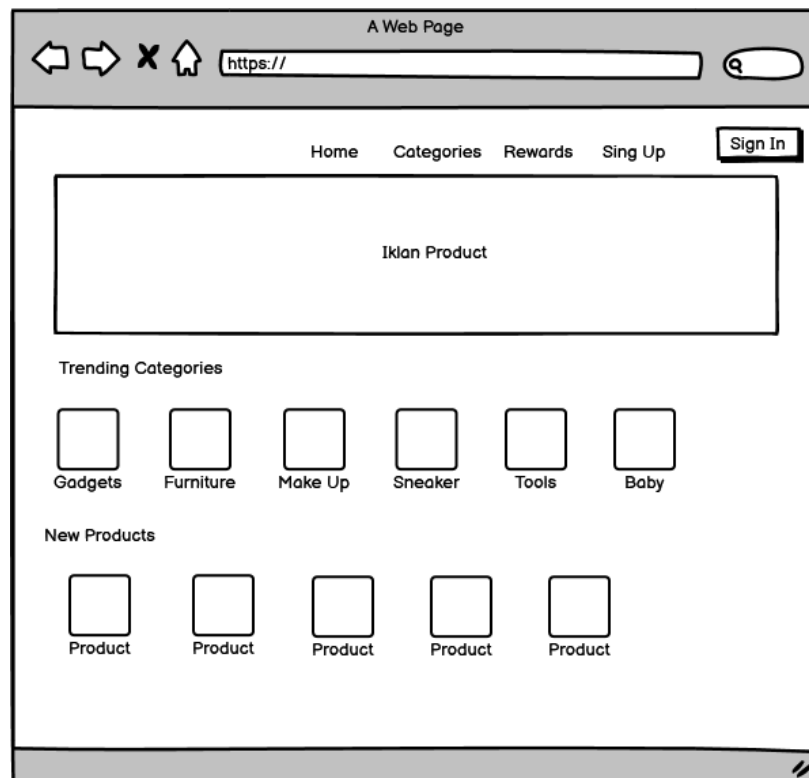 A Web Page
https://
Home Categories Rewards Sing Up Sign In
Iklan Product
Trending Categories
Gadgets Furniture Make Up Sneaker Tools Baby
New Products
Product Product Product Product Product